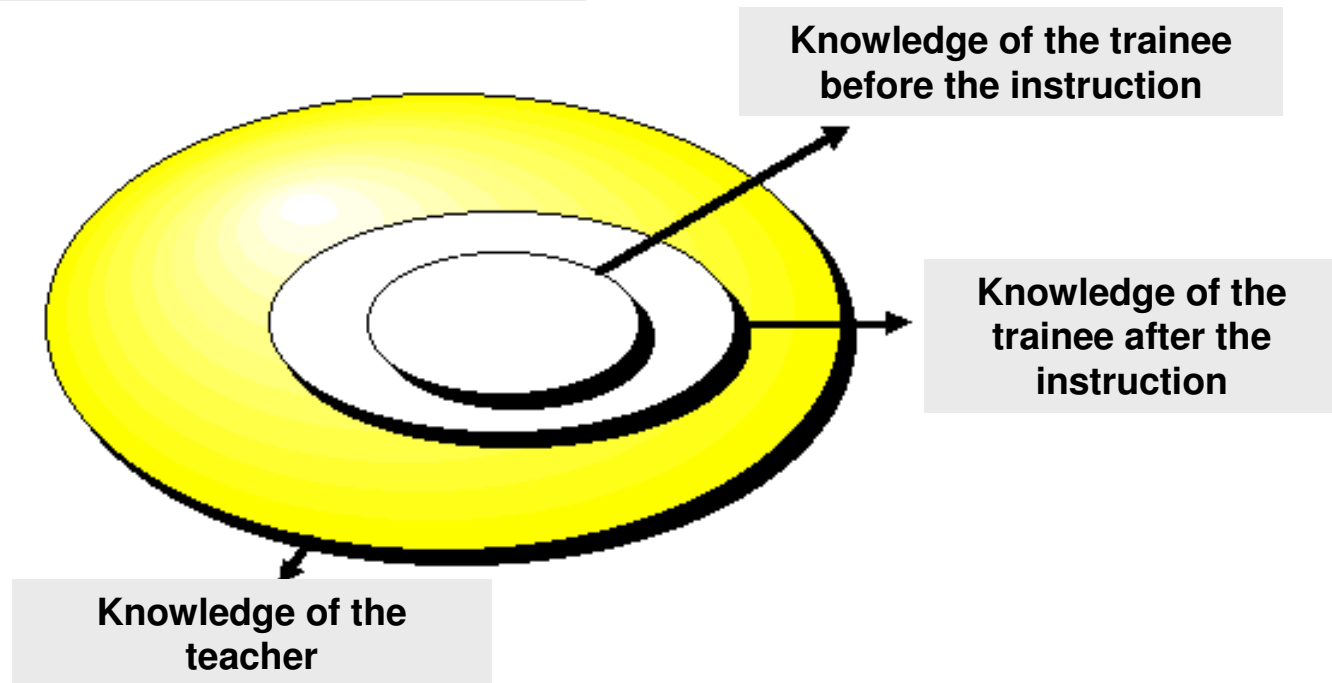 Knowledge of the trainee
before the instruction
Knowledge of the
trainee after the
instruction
Knowledge of the
teacher